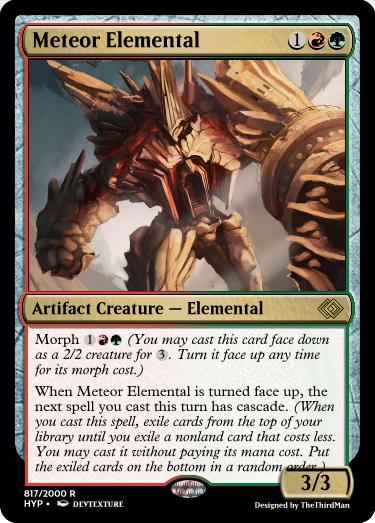 Meteor Elemental 1
Artifact Creature — Elemental
Morph 1 (You may cast this card face down
as a 2/2 creature for 3. Turn it face up any time
for its morph cost.)
When Meteor Elemental is turned face up, the
next spell you cast this turn has cascade. (When
you cast this spell, exile cards from the top of your
library until you exile a nonland card that costs less.
You may cast it without paying its mana cost. Put
the exiled cards on the bottom in a random order.)
3/3
817/2000 R
HYP • DEVTEXTURE
Designed by TheThirdMan